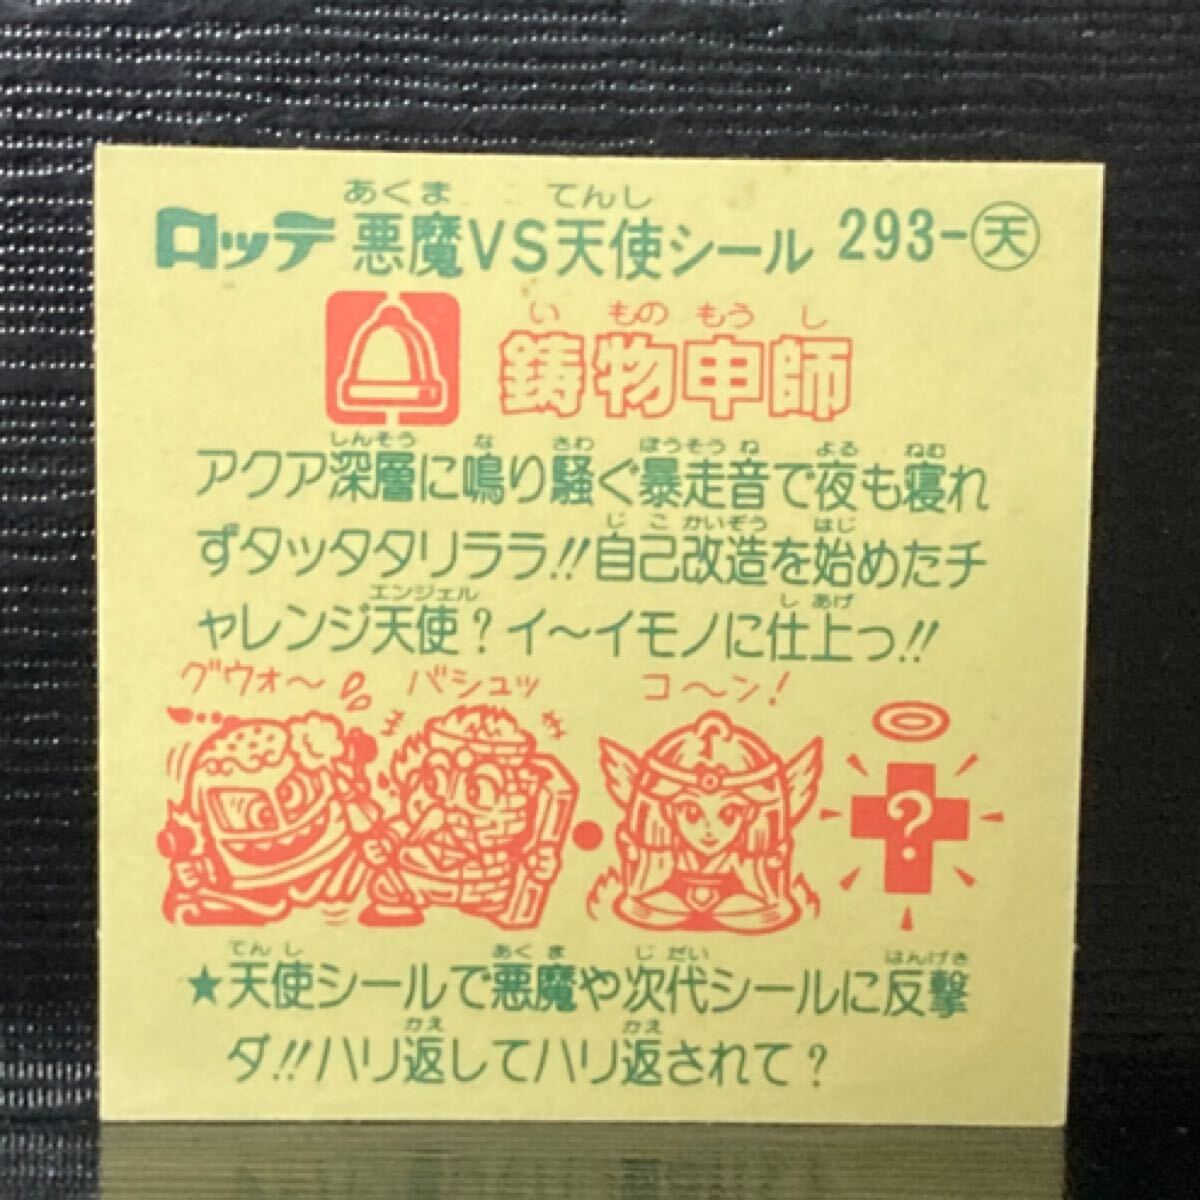 あくま てんし
ロッテ 悪魔VS天使シール 293-天
い もの もう し
鋳物申師
しんそう な さわ ぼうそう ね よる ねむ
アクア深層に鳴り騒ぐ暴走音で夜も寝れ
じこ かいぞう はじ
ずタッタタリララ!!自己改造を始めたチ
エンジェル しあげ
ャレンジ天使?イ〜イモノに仕上っ!!
グウォ〜 バシュッ コ〜ン!
?
てんし あくま じだい はんげき
★天使シールで悪魔や次代シールに反撃
かえ かえ
ダ!!ハリ返してハリ返されて?